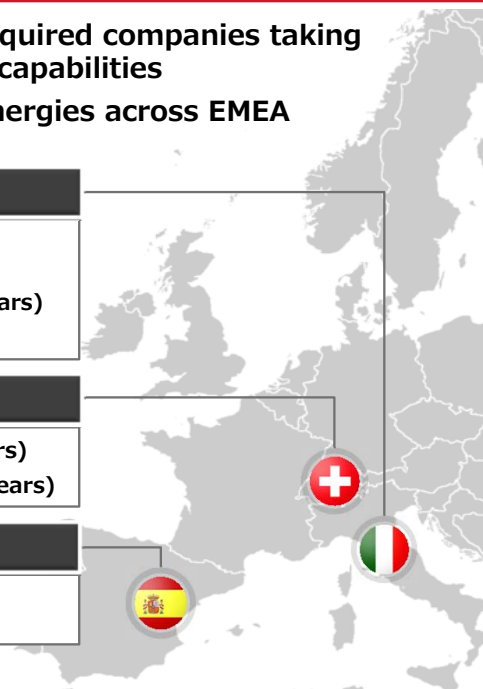 quired companies taking
capabilities
nergies across EMEA
ars)
rs)
ears)